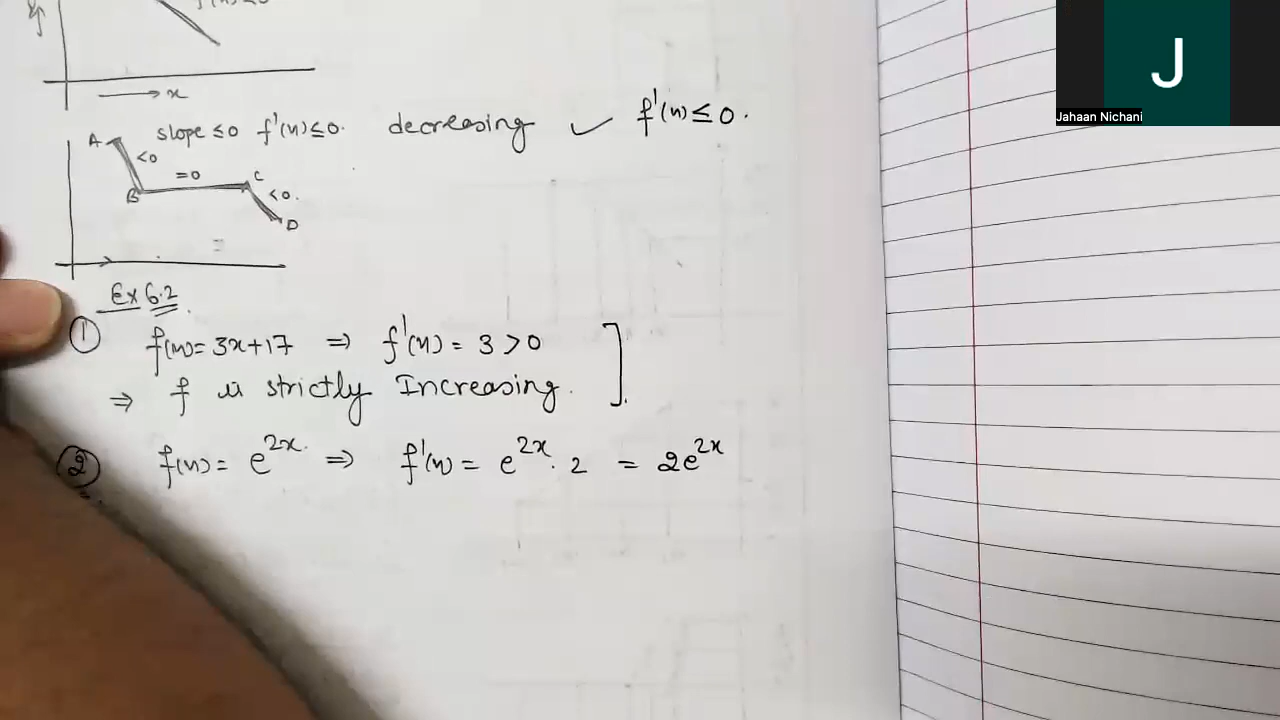 J
Jahaan Nichani
→ x
slope ≤0 f'(x) ≤0. decreasing ✓ f'(x) ≤ 0.
A
<0
=0 C
B <0.
D
Ex 6.2
① f(x) = 3x+17 ⇒ f'(x) = 3 > 0
⇒ f is strictly Increasing.
② f(x) = e^2x. ⇒ f'(x) = e^2x . 2 = 2e^2x